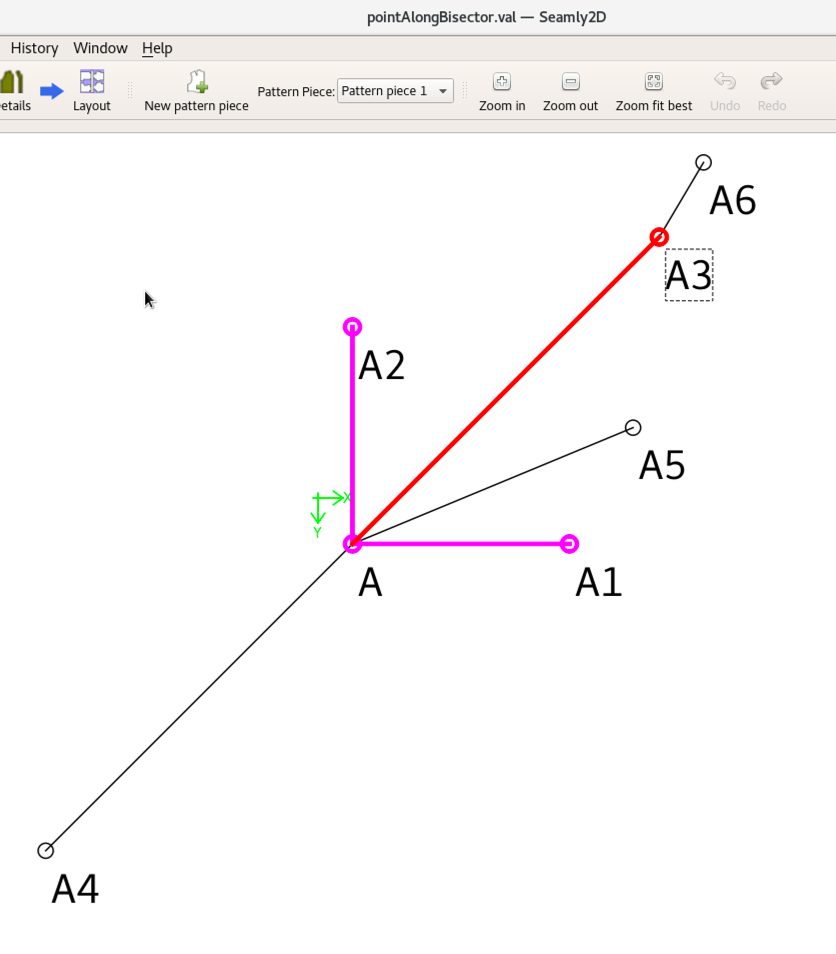 pointAlongBisector.val — Seamly2D
History Window Help
etails Layout New pattern piece Pattern Piece: Pattern piece 1 Zoom in Zoom out Zoom fit best Undo Redo
A6
A3
A2
A5
X
Y
A
A1
A4